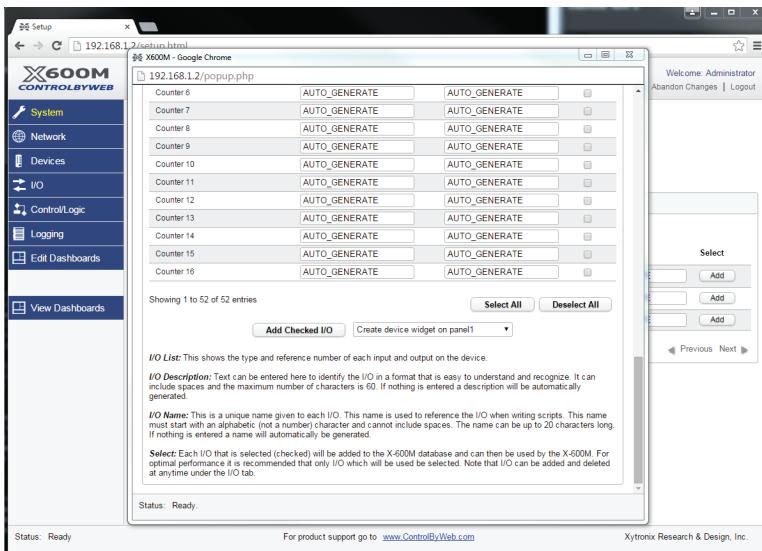 Setup
192.168.1.2/setup.html
X600M - Google Chrome
192.168.1.2/popup.php
X600M
CONTROLBYWEB
Welcome: Administrator
Abandon Changes | Logout
System
Network
Devices
I/O
Control/Logic
Logging
Edit Dashboards
View Dashboards
Counter 6 AUTO_GENERATE AUTO_GENERATE
Counter 7 AUTO_GENERATE AUTO_GENERATE
Counter 8 AUTO_GENERATE AUTO_GENERATE
Counter 9 AUTO_GENERATE AUTO_GENERATE
Counter 10 AUTO_GENERATE AUTO_GENERATE
Counter 11 AUTO_GENERATE AUTO_GENERATE
Counter 12 AUTO_GENERATE AUTO_GENERATE
Counter 13 AUTO_GENERATE AUTO_GENERATE
Counter 14 AUTO_GENERATE AUTO_GENERATE
Counter 15 AUTO_GENERATE AUTO_GENERATE
Counter 16 AUTO_GENERATE AUTO_GENERATE
Showing 1 to 52 of 52 entries
Select All Deselect All
Add Checked I/O Create device widget on panel1
I/O List: This shows the type and reference number of each input and output on the device.
I/O Description: Text can be entered here to identify the I/O in a format that is easy to understand and recognize. It can
include spaces and the maximum number of characters is 60. If nothing is entered a description will be automatically
generated.
I/O Name: This is a unique name given to each I/O. This name is used to reference the I/O when writing scripts. This name
must start with an alphabetic (not a number) character and cannot include spaces. The name can be up to 20 characters long.
If nothing is entered a name will automatically be generated.
Select: Each I/O that is selected (checked) will be added to the X-600M database and can then be used by the X-600M. For
optimal performance it is recommended that only I/O which will be used be selected. Note that I/O can be added and deleted
at anytime under the I/O tab.
Status: Ready.
Select
Add
Add
Add
Previous Next
Status: Ready
For product support go to www.ControlByWeb.com
Xytronix Research & Design, Inc.